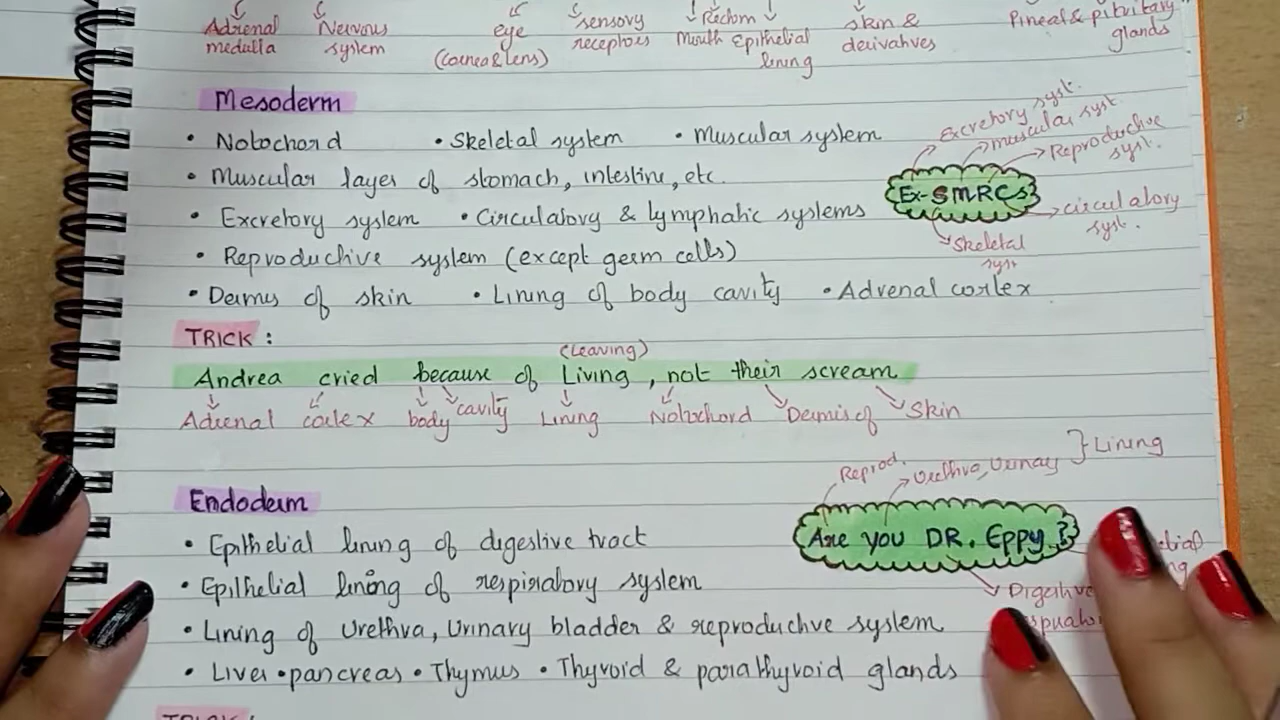 Adrenal medulla
Nervous system
eye (cornea & lens)
sensory receptors
Mouth
Rectum
Epithelial lining
skin & derivatives
Pineal & pituitary glands
Mesoderm
• Notochord • Skeletal system • Muscular system
• Muscular layer of stomach, intestine, etc.
• Excretory system • Circulatory & lymphatic systems
• Reproductive system (except germ cells)
• Dermis of skin • Lining of body cavity • Adrenal cortex
Excretory syst.
muscular syst.
Reproductive syst.
Ex-SMRCs
circulatory syst.
Skeletal syst
TRICK :
(Leaving)
Andrea cried because of Living, not their scream
Adrenal cortex body cavity Lining Notochord Dermis of Skin
Reprod. Urethra, Urinary } Lining
Endoderm
Are you DR. Eppy ?
• Epithelial lining of digestive tract
• Epithelial lining of respiratory system
Digestive
• Lining of Urethra, Urinary bladder & reproductive system
• Liver • pancreas • Thymus • Thyroid & parathyroid glands